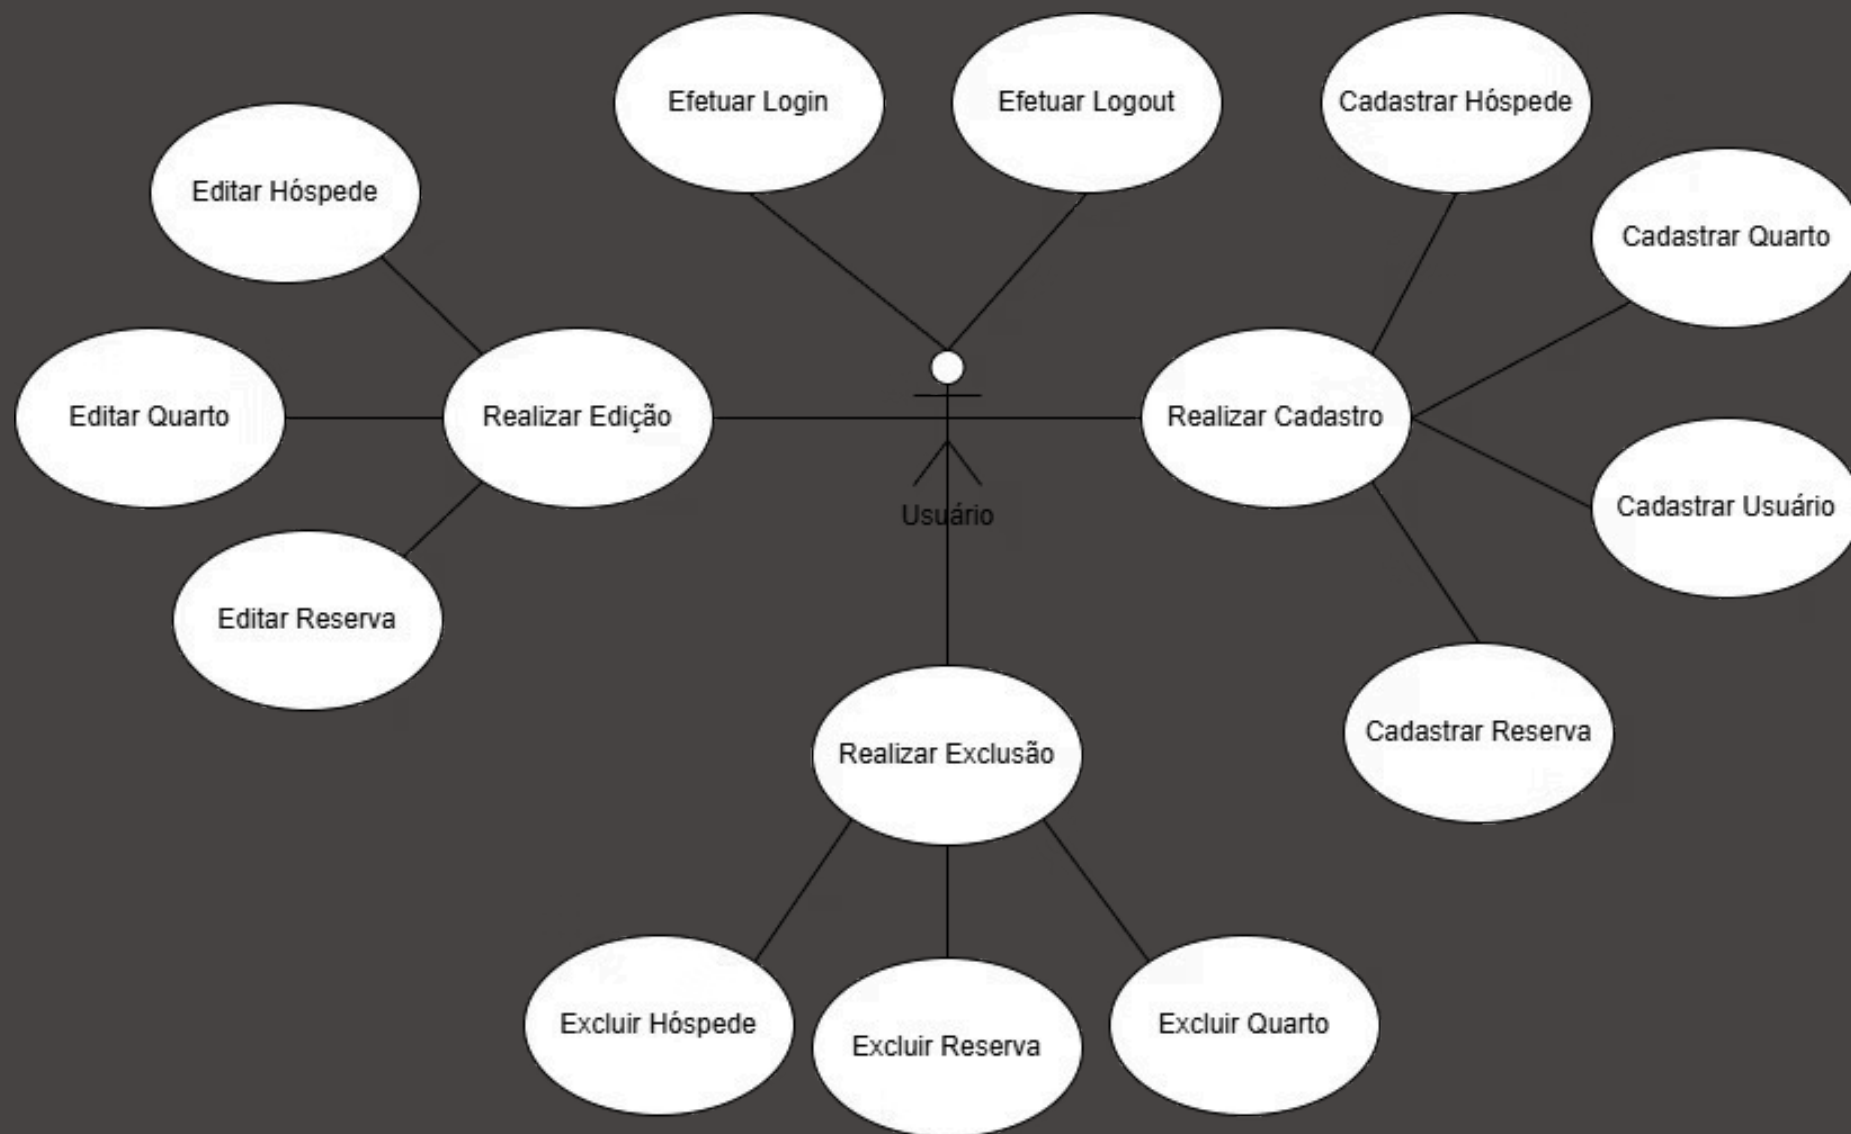 Efetuar Login
Efetuar Logout
Cadastrar Hóspede
Editar Hóspede
Cadastrar Quarto
Editar Quarto
Realizar Edição
Realizar Cadastro
Usuário
Cadastrar Usuário
Editar Reserva
Cadastrar Reserva
Realizar Exclusão
Excluir Hóspede
Excluir Reserva
Excluir Quarto